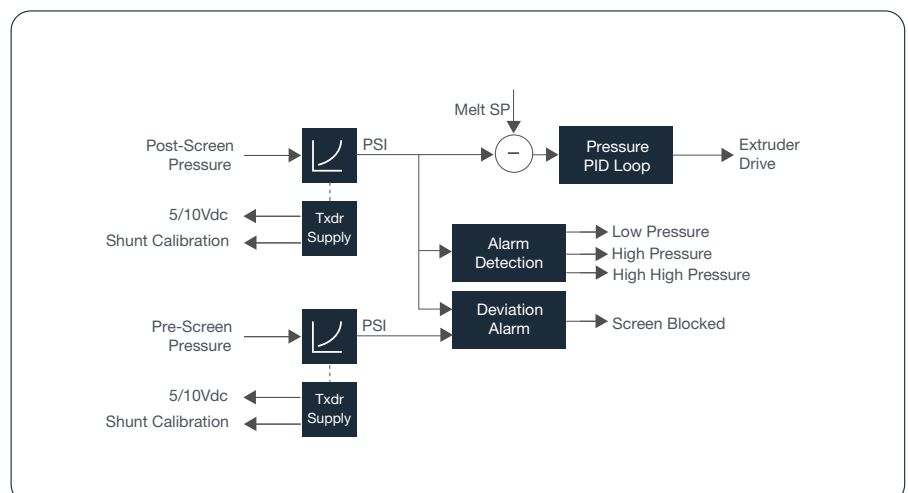 Melt SP
Post-Screen
Pressure
PSI
−
Pressure
PID Loop
Extruder
Drive
5/10Vdc
Shunt Calibration
Txdr
Supply
Alarm
Detection
Low Pressure
High Pressure
High High Pressure
Pre-Screen
Pressure
PSI
Deviation
Alarm
Screen Blocked
5/10Vdc
Shunt Calibration
Txdr
Supply